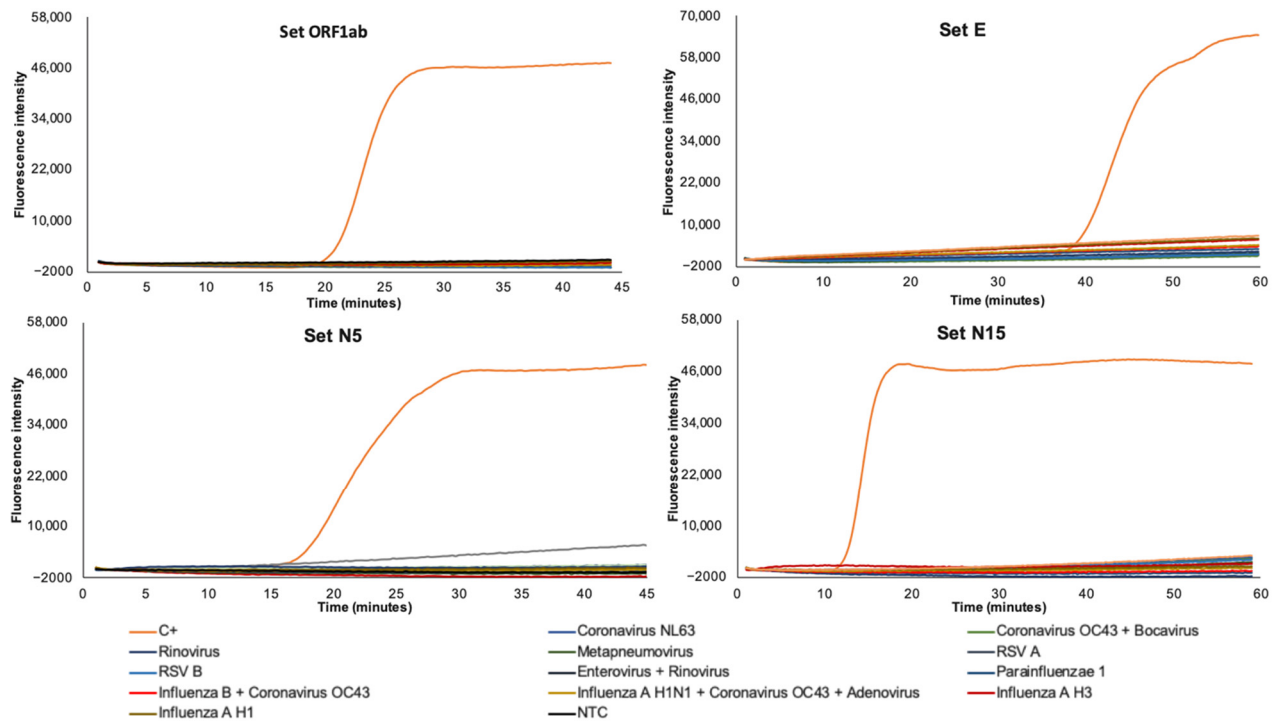 Set ORF1ab
Fluorescence intensity
58,000
46,000
34,000
22,000
10,000
−2000
0 5 10 15 20 25 30 35 40 45
Time (minutes)
Set E
Fluorescence intensity
70,000
58,000
46,000
34,000
22,000
10,000
−2000
0 10 20 30 40 50 60
Time (minutes)
Set N5
Fluorescence intensity
58,000
46,000
34,000
22,000
10,000
−2000
0 5 10 15 20 25 30 35 40 45
Time (minutes)
Set N15
Fluorescence intensity
58,000
46,000
34,000
22,000
10,000
−2000
0 10 20 30 40 50 60
Time (minutes)
C+ Coronavirus NL63 Coronavirus OC43 + Bocavirus
Rinovirus Metapneumovirus RSV A
RSV B Enterovirus + Rinovirus Parainfluenzae 1
Influenza B + Coronavirus OC43 Influenza A H1N1 + Coronavirus OC43 + Adenovirus Influenza A H3
Influenza A H1 NTC